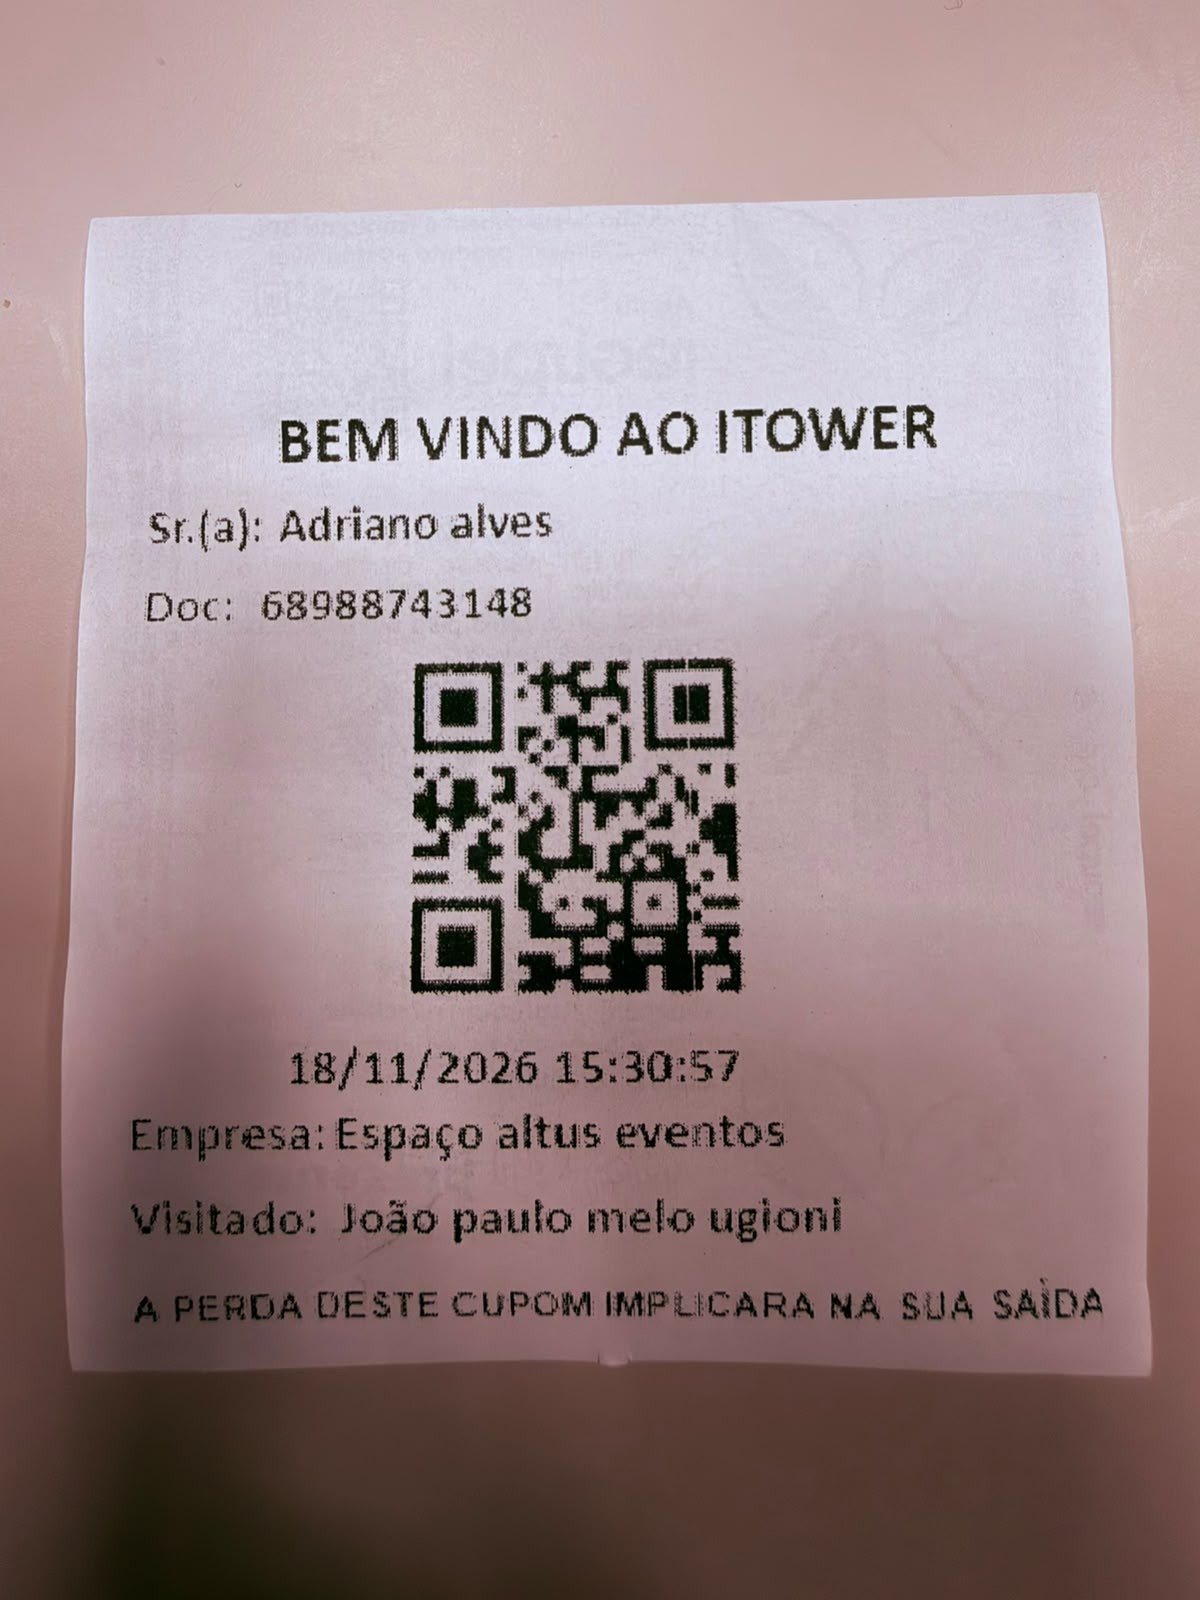 BEM VINDO AO ITOWER
Sr.(a): Adriano alves
Doc: 68988743148
18/11/2026 15:30:57
Empresa: Espaço altus eventos
Visitado: João paulo melo ugioni
A PERDA DESTE CUPOM IMPLICARA NA SUA SAÍDA